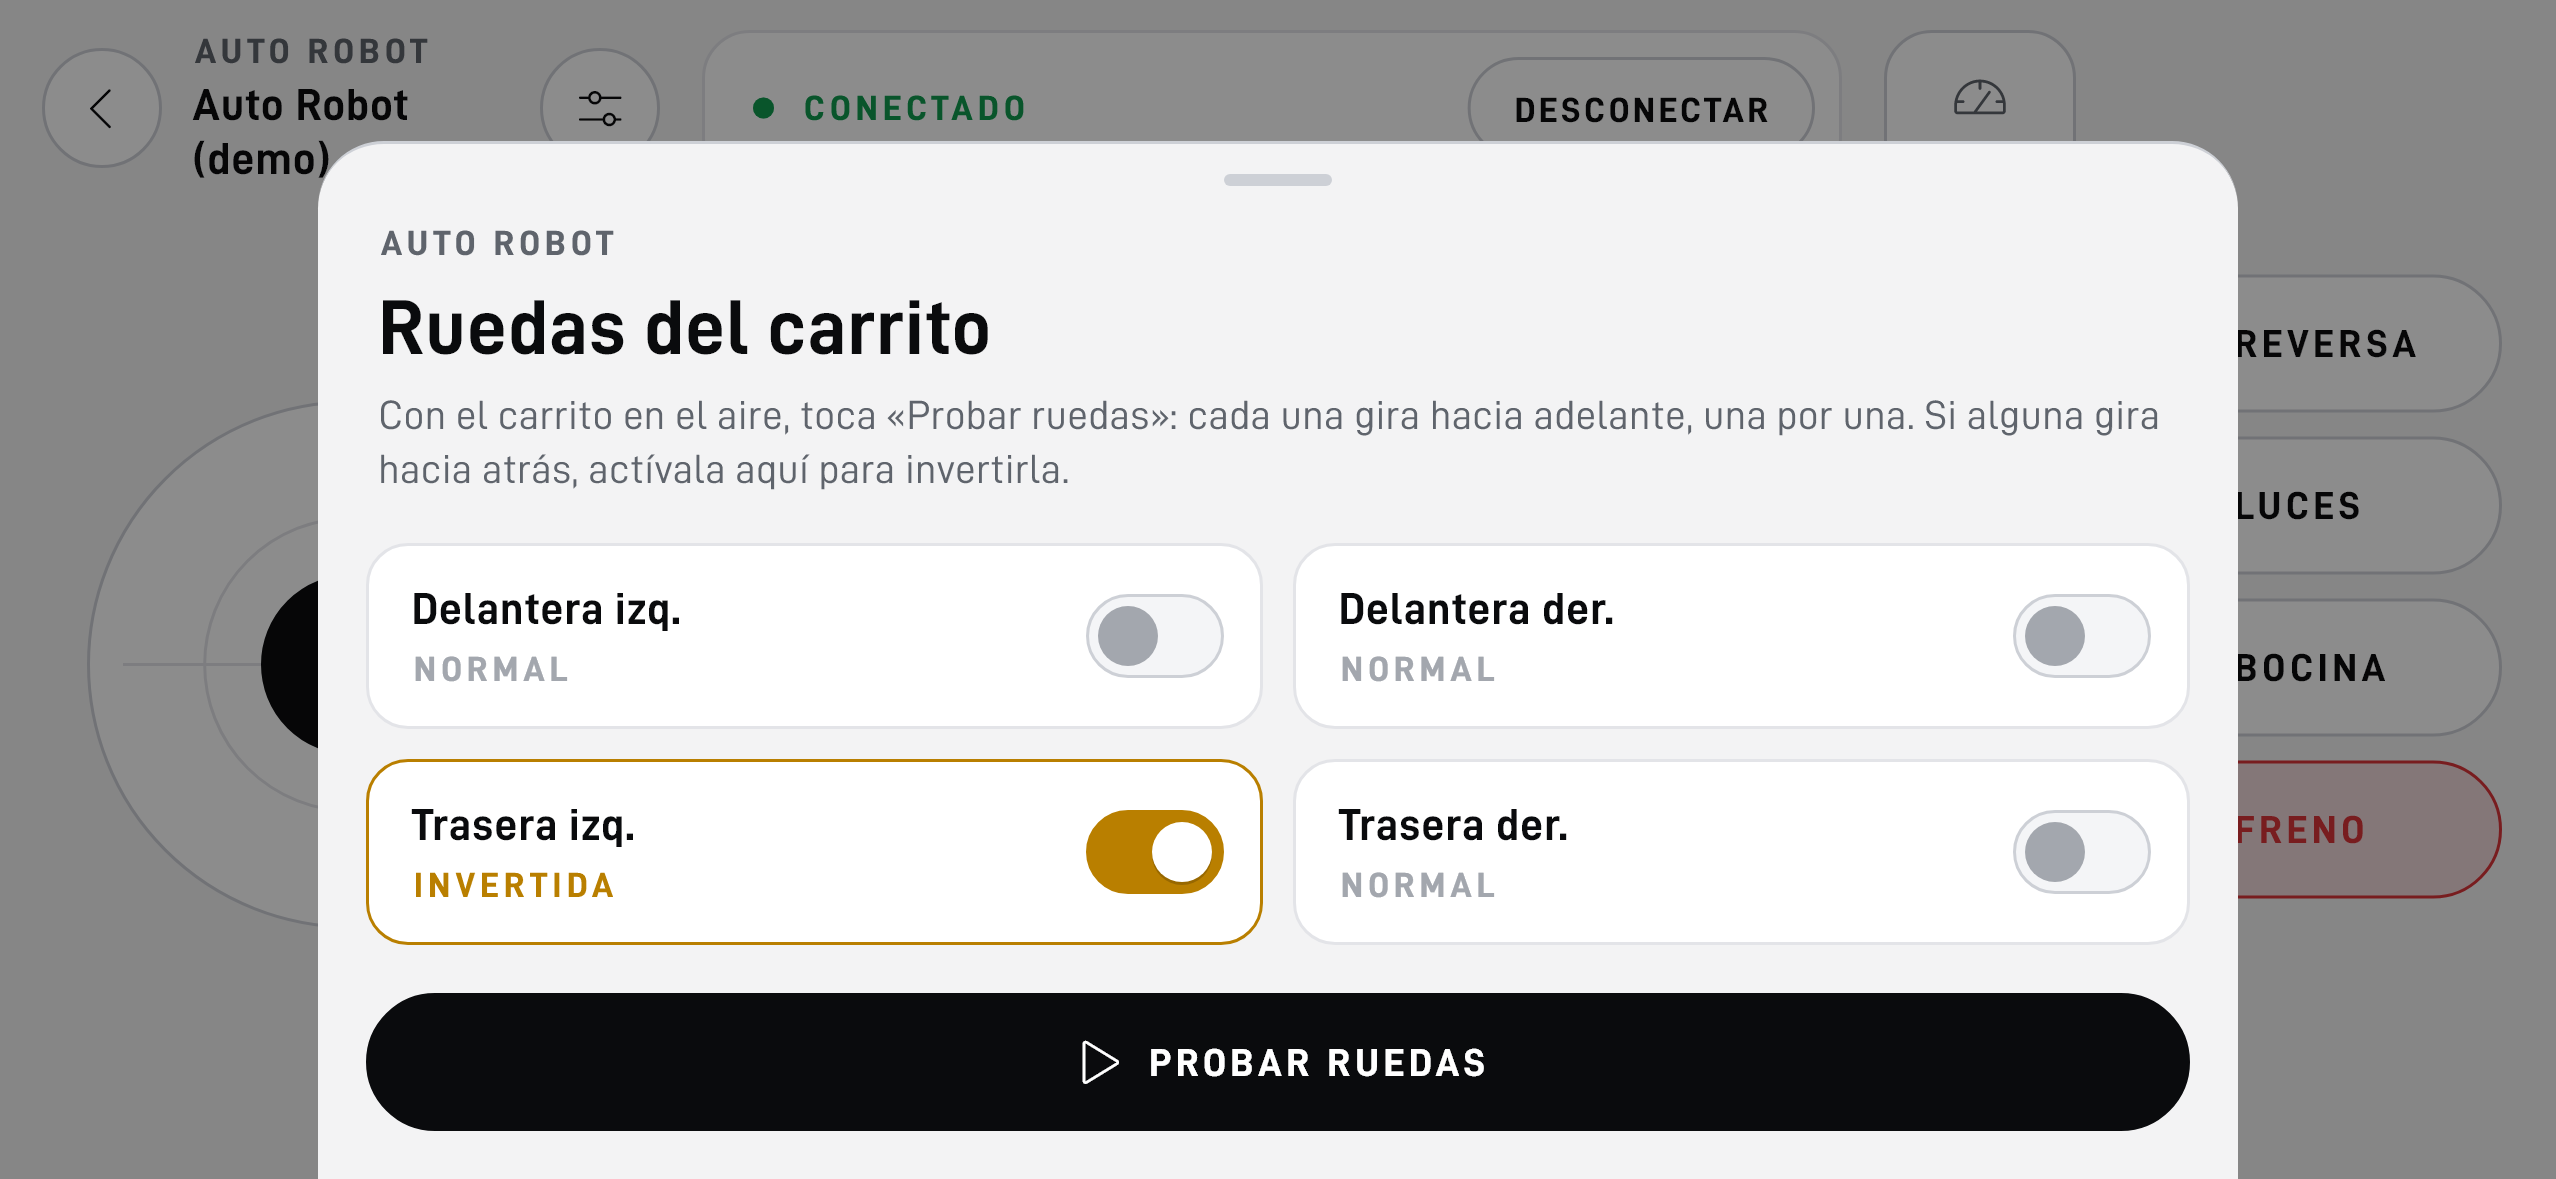 AUTO ROBOT
Auto Robot
(demo)
CONECTADO
DESCONECTAR
AUTO ROBOT
Ruedas del carrito
Con el carrito en el aire, toca «Probar ruedas»: cada una gira hacia adelante, una por una. Si alguna gira
hacia atrás, actívala aquí para invertirla.
Delantera izq.
NORMAL
Delantera der.
NORMAL
Trasera izq.
INVERTIDA
Trasera der.
NORMAL
PROBAR RUEDAS
REVERSA
LUCES
BOCINA
FRENO